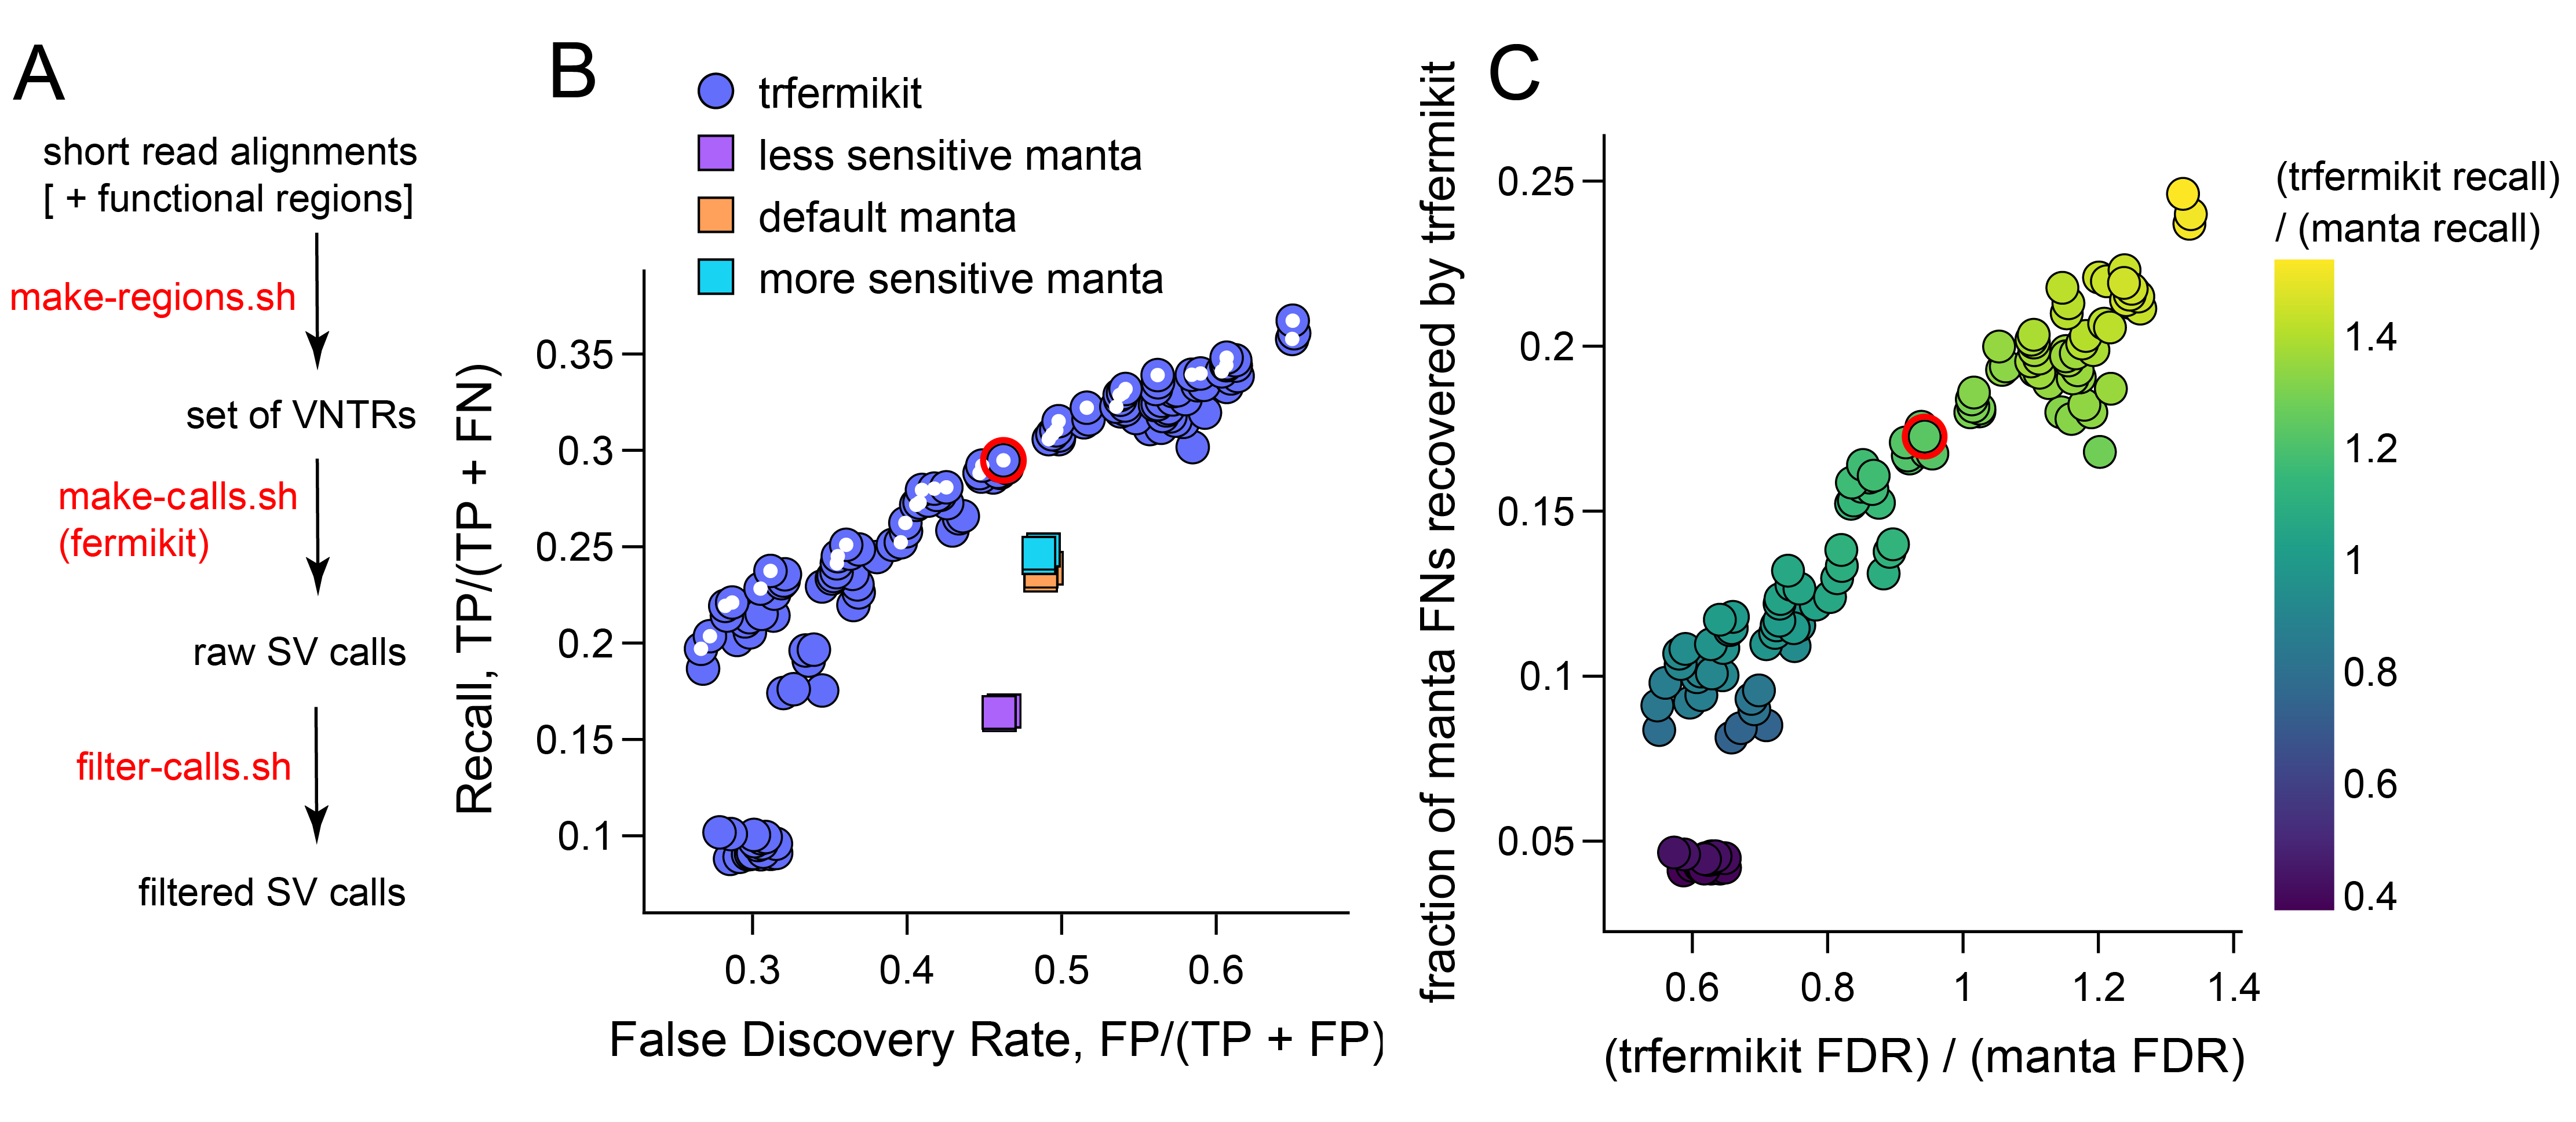 A
short read alignments
[ + functional regions]
make-regions.sh
set of VNTRs
make-calls.sh
(fermikit)
raw SV calls
filter-calls.sh
filtered SV calls
B
trfermikit
less sensitive manta
default manta
more sensitive manta
Recall, TP/(TP + FN)
0.35
0.3
0.25
0.2
0.15
0.1
0.3
0.4
0.5
0.6
False Discovery Rate, FP/(TP + FP)
C
fraction of manta FNs recovered by trfermikit
0.25
0.2
0.15
0.1
0.05
0.6
0.8
1
1.2
1.4
(trfermikit FDR) / (manta FDR)
(trfermikit recall)
/ (manta recall)
1.4
1.2
1
0.8
0.6
0.4